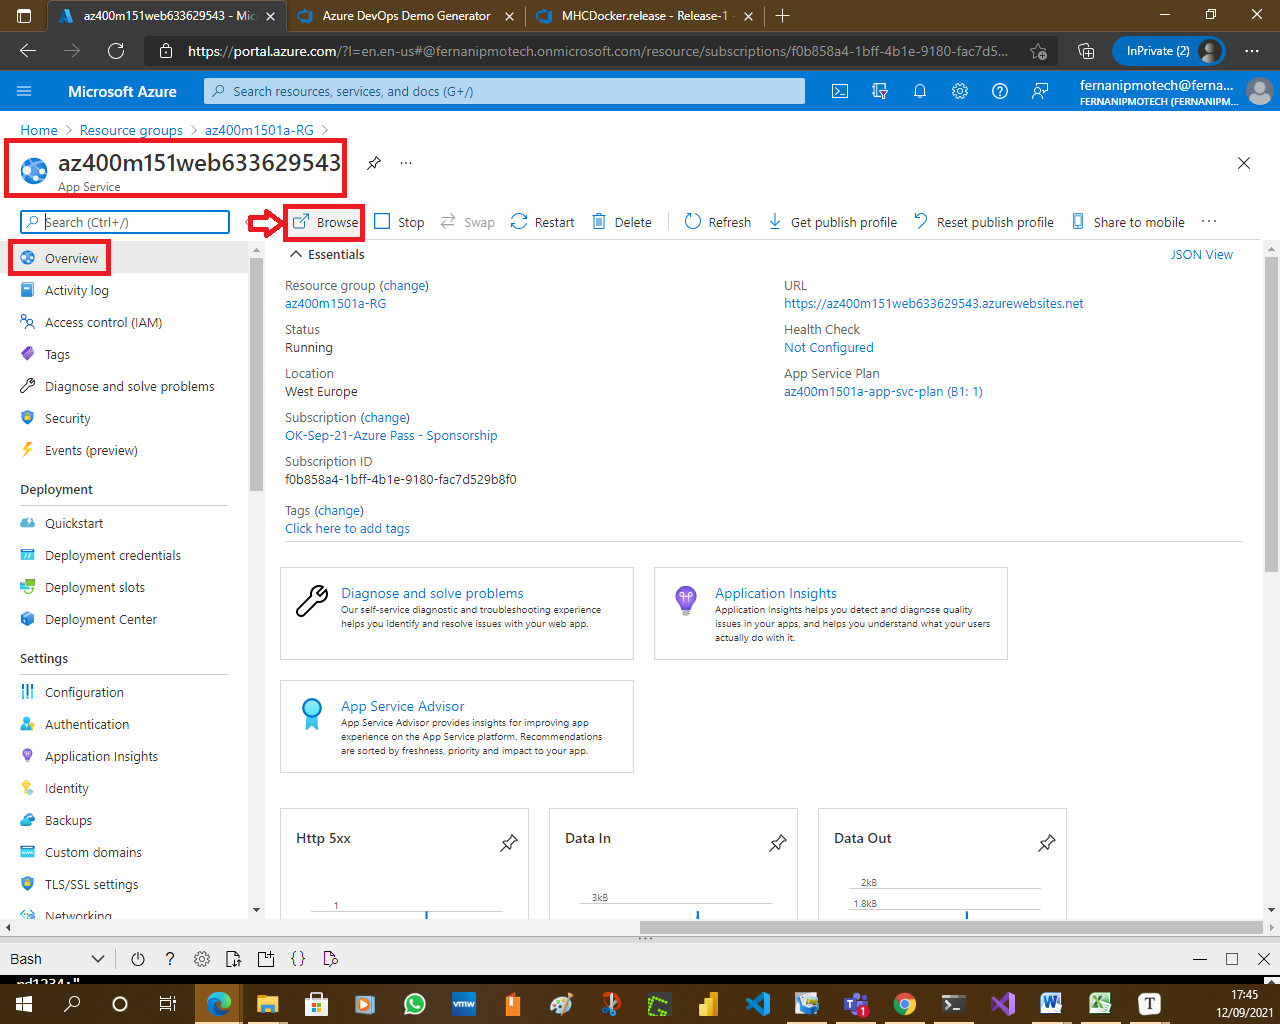 az400m151web633629543 - Mic
Azure DevOps Demo Generator
MHCDocker.release - Release-1 -
https://portal.azure.com/?l=en.en-us#@fernanipmotech.onmicrosoft.com/resource/subscriptions/f0b858a4-1bff-4b1e-9180-fac7d5...
InPrivate (2)
Microsoft Azure
Search resources, services, and docs (G+/)
fernanipmotech@ferna...
FERNANIPMOTECH (FERNANIPM...
Home > Resource groups > az400m1501a-RG >
az400m151web633629543
App Service
Search (Ctrl+/)
Browse
Stop
Swap
Restart
Delete
Refresh
Get publish profile
Reset publish profile
Share to mobile
Overview
Activity log
Access control (IAM)
Tags
Diagnose and solve problems
Security
Events (preview)
Deployment
Quickstart
Deployment credentials
Deployment slots
Deployment Center
Settings
Configuration
Authentication
Application Insights
Identity
Backups
Custom domains
TLS/SSL settings
Networking
Essentials
JSON View
Resource group (change)
az400m1501a-RG
Status
Running
Location
West Europe
Subscription (change)
OK-Sep-21-Azure Pass - Sponsorship
Subscription ID
f0b858a4-1bff-4b1e-9180-fac7d529b8f0
Tags (change)
Click here to add tags
URL
https://az400m151web633629543.azurewebsites.net
Health Check
Not Configured
App Service Plan
az400m1501a-app-svc-plan (B1: 1)
Diagnose and solve problems
Our self-service diagnostic and troubleshooting experience
helps you identify and resolve issues with your web app.
Application Insights
Application Insights helps you detect and diagnose quality
issues in your apps, and helps you understand what your users
actually do with it.
App Service Advisor
App Service Advisor provides insights for improving app
experience on the App Service platform. Recommendations
are sorted by freshness, priority and impact to your app.
Http 5xx
1
Data In
3kB
Data Out
2kB
1.8kB
Bash
rd1234;"
vmw
1
T
17:45
12/09/2021